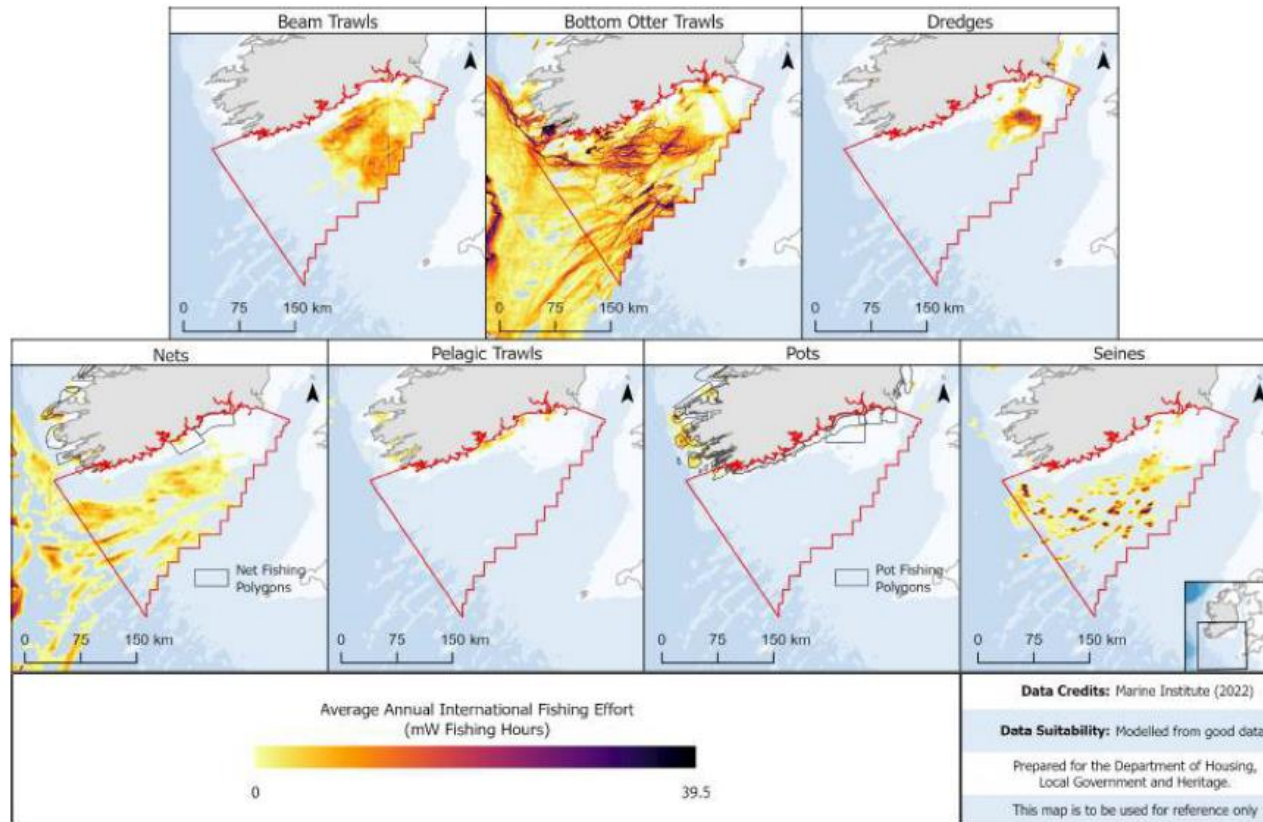 Beam Trawls
Bottom Otter Trawls
Dredges
N
N
N
0 75 150 km
0 75 150 km
0 75 150 km
Nets
Pelagic Trawls
Pots
Seines
Net Fishing
Polygons
Pot Fishing
Polygons
0 75 150 km
0 75 150 km
0 75 150 km
0 75 150 km
Average Annual International Fishing Effort
(mW Fishing Hours)
0 39.5
Data Credits: Marine Institute (2022)
Data Suitability: Modelled from good data
Prepared for the Department of Housing,
Local Government and Heritage.
This map is to be used for reference only